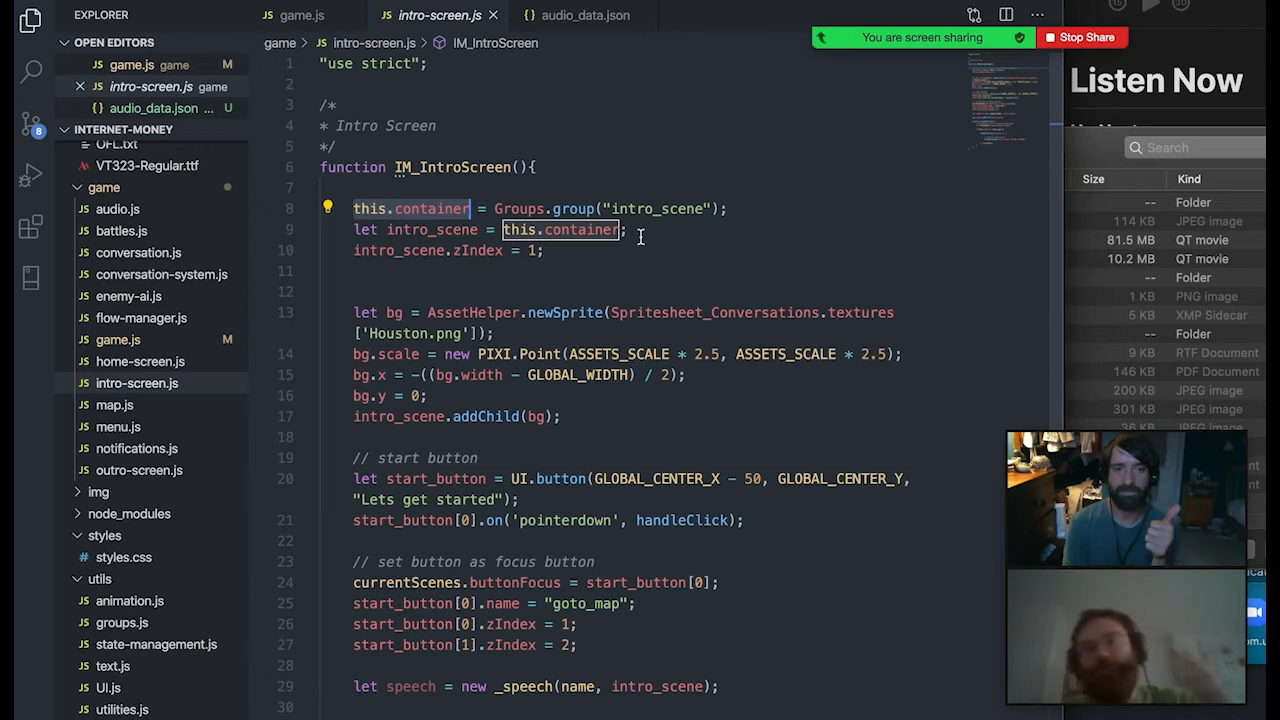 EXPLORER
OPEN EDITORS
JS game.js game M
JS intro-screen.js game
{} audio_data.json ... U
INTERNET-MONEY
OFL.txt
VT323-Regular.ttf
game
JS audio.js
JS battles.js
JS conversation.js
JS conversation-system.js
JS enemy-ai.js
JS flow-manager.js
JS game.js M
JS home-screen.js
JS intro-screen.js
JS map.js
JS menu.js
JS notifications.js
JS outro-screen.js
img
node_modules
styles
# styles.css
utils
JS animation.js
JS groups.js
JS state-management.js
JS text.js
JS UI.js
JS utilities.js
8
JS game.js JS intro-screen.js {} audio_data.json
game > JS intro-screen.js > IM_IntroScreen
You are screen sharing Stop Share
1 "use strict";
2
3 /*
4 * Intro Screen
5 */
6 function IM_IntroScreen(){
7
8 this.container = Groups.group("intro_scene");
9 let intro_scene = this.container;
10 intro_scene.zIndex = 1;
11
12
13 let bg = AssetHelper.newSprite(Spritesheet_Conversations.textures
['Houston.png']);
14 bg.scale = new PIXI.Point(ASSETS_SCALE * 2.5, ASSETS_SCALE * 2.5);
15 bg.x = -((bg.width - GLOBAL_WIDTH) / 2);
16 bg.y = 0;
17 intro_scene.addChild(bg);
18
19 // start button
20 let start_button = UI.button(GLOBAL_CENTER_X - 50, GLOBAL_CENTER_Y,
"Lets get started");
21 start_button[0].on('pointerdown', handleClick);
22
23 // set button as focus button
24 currentScenes.buttonFocus = start_button[0];
25 start_button[0].name = "goto_map";
26 start_button[0].zIndex = 1;
27 start_button[1].zIndex = 2;
28
29 let speech = new _speech(name, intro_scene);
30
Listen Now
Search
Size Kind
-- Folder
114 KB JPEG image
81.5 MB QT movie
10.2 MB QT movie
-- Folder
1 KB PNG image
5 KB XMP Sidecar
-- Folder
9 KB RTF Document
146 KB PDF Document
200 KB JPEG image
301 KB JPEG image
36 KB JPEG image